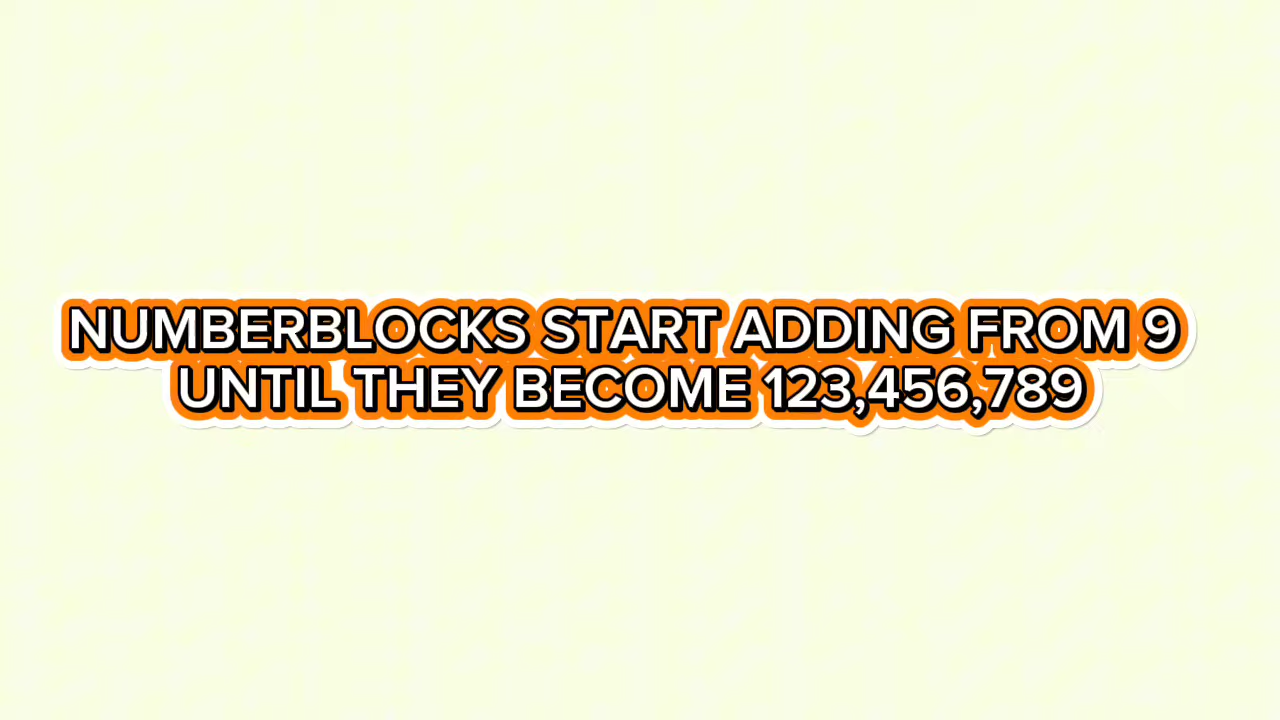 NUMBERBLOCKS START ADDING FROM 9
UNTIL THEY BECOME 123,456,789